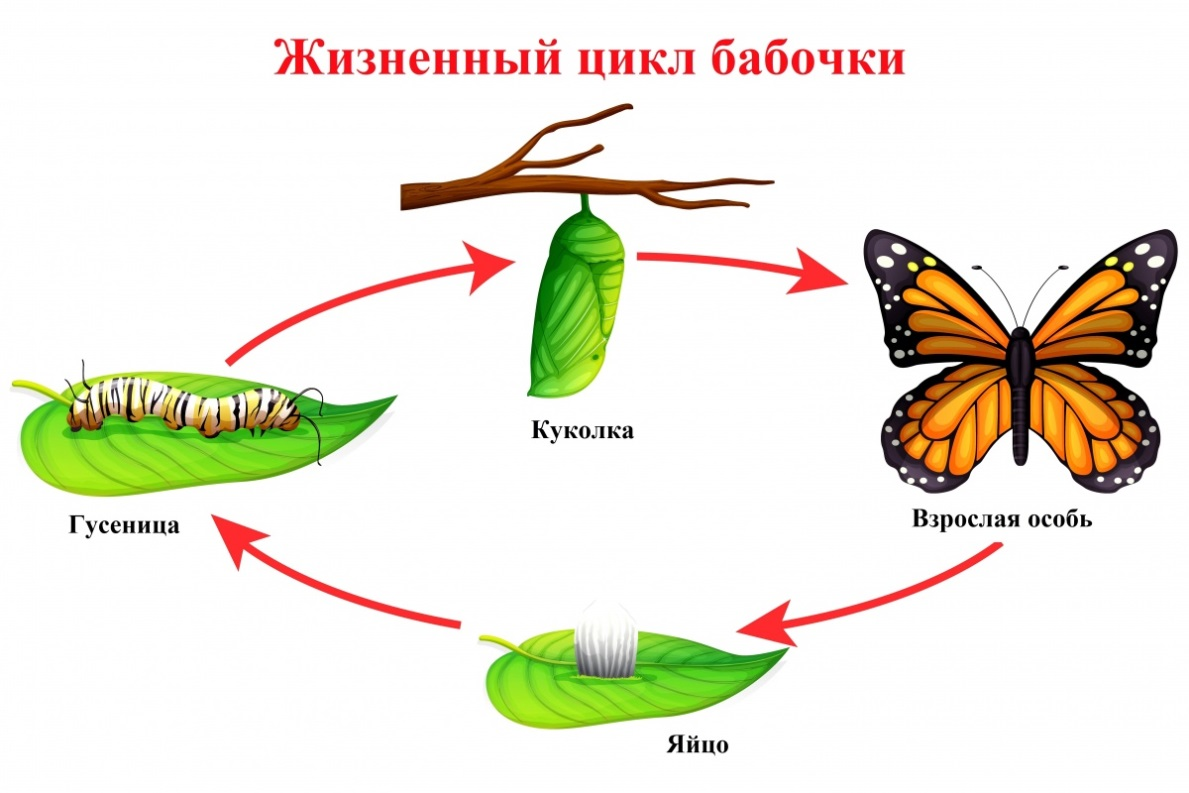 Жизненный цикл бабочки
Куколка
Гусеница
Взрослая особь
Яйцо